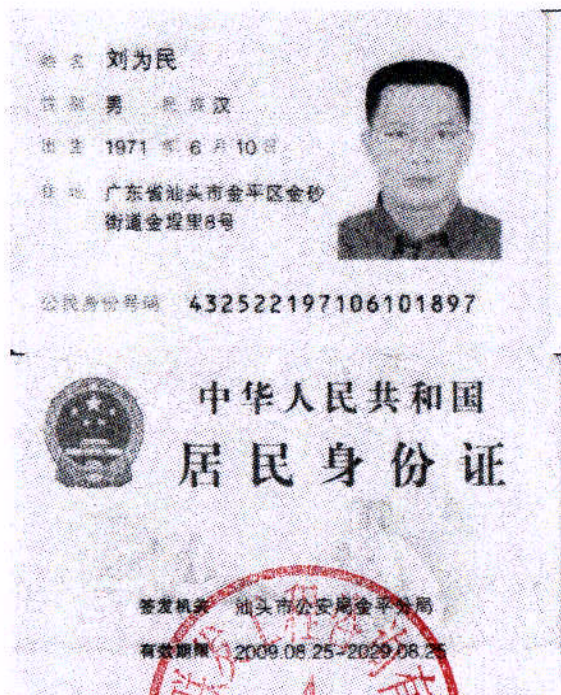 姓名 刘为民
性别 男 民族 汉
出生 1971 年 6 月 10 日
住址 广东省汕头市金平区金砂
街道金埕里8号
公民身份号码 432522197106101897
中华人民共和国
居民身份证
签发机关 汕头市公安局金平分局
有效期限 2009.08.25-2029.08.25